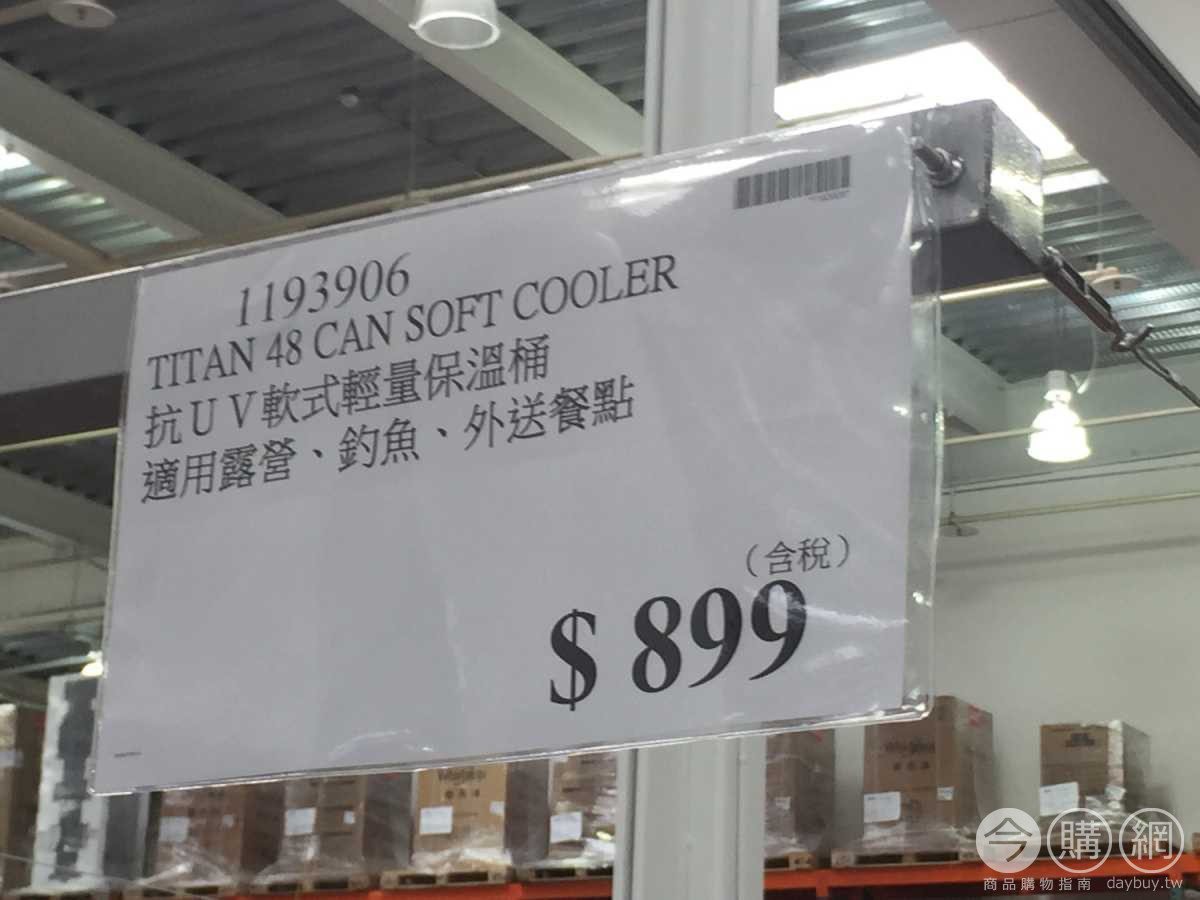 1193906
TITAN 48 CAN SOFT COOLER
抗UV軟式輕量保溫桶
適用露營、釣魚、外送餐點
（含稅）
$ 899
Whirlpool
今購網
商品購物指南 daybuy.tw